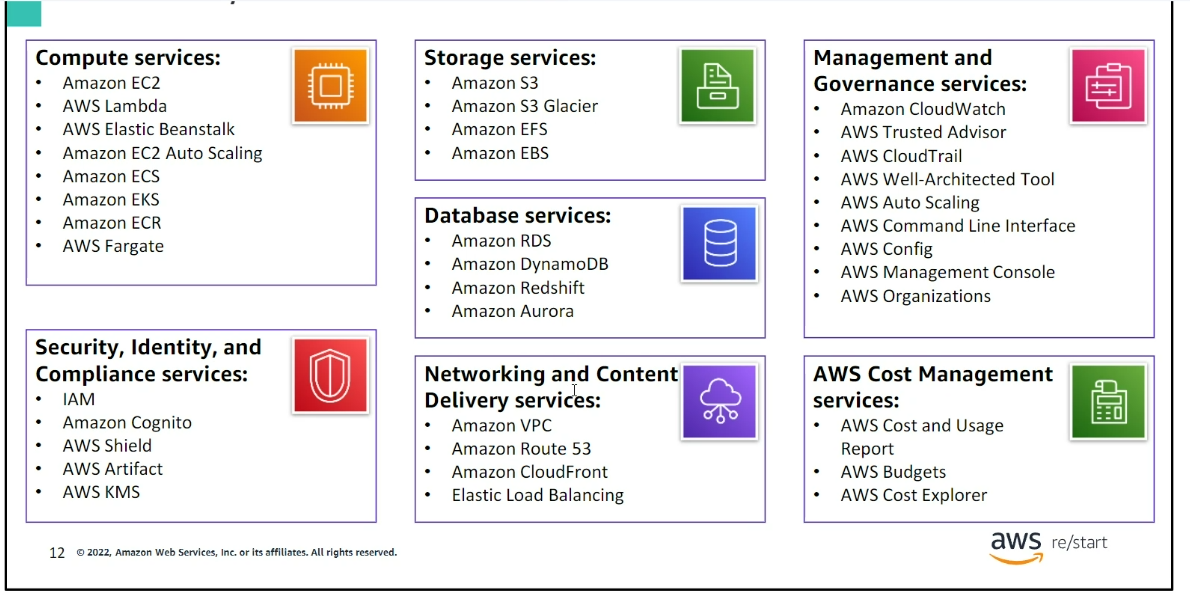 Compute services:
• Amazon EC2
• AWS Lambda
• AWS Elastic Beanstalk
• Amazon EC2 Auto Scaling
• Amazon ECS
• Amazon EKS
• Amazon ECR
• AWS Fargate
Security, Identity, and
Compliance services:
• IAM
• Amazon Cognito
• AWS Shield
• AWS Artifact
• AWS KMS
Storage services:
• Amazon S3
• Amazon S3 Glacier
• Amazon EFS
• Amazon EBS
Database services:
• Amazon RDS
• Amazon DynamoDB
• Amazon Redshift
• Amazon Aurora
Networking and Content
Delivery services:
• Amazon VPC
• Amazon Route 53
• Amazon CloudFront
• Elastic Load Balancing
Management and
Governance services:
• Amazon CloudWatch
• AWS Trusted Advisor
• AWS CloudTrail
• AWS Well-Architected Tool
• AWS Auto Scaling
• AWS Command Line Interface
• AWS Config
• AWS Management Console
• AWS Organizations
AWS Cost Management
services:
• AWS Cost and Usage
Report
• AWS Budgets
• AWS Cost Explorer
12 © 2022, Amazon Web Services, Inc. or its affiliates. All rights reserved.
aws re/start